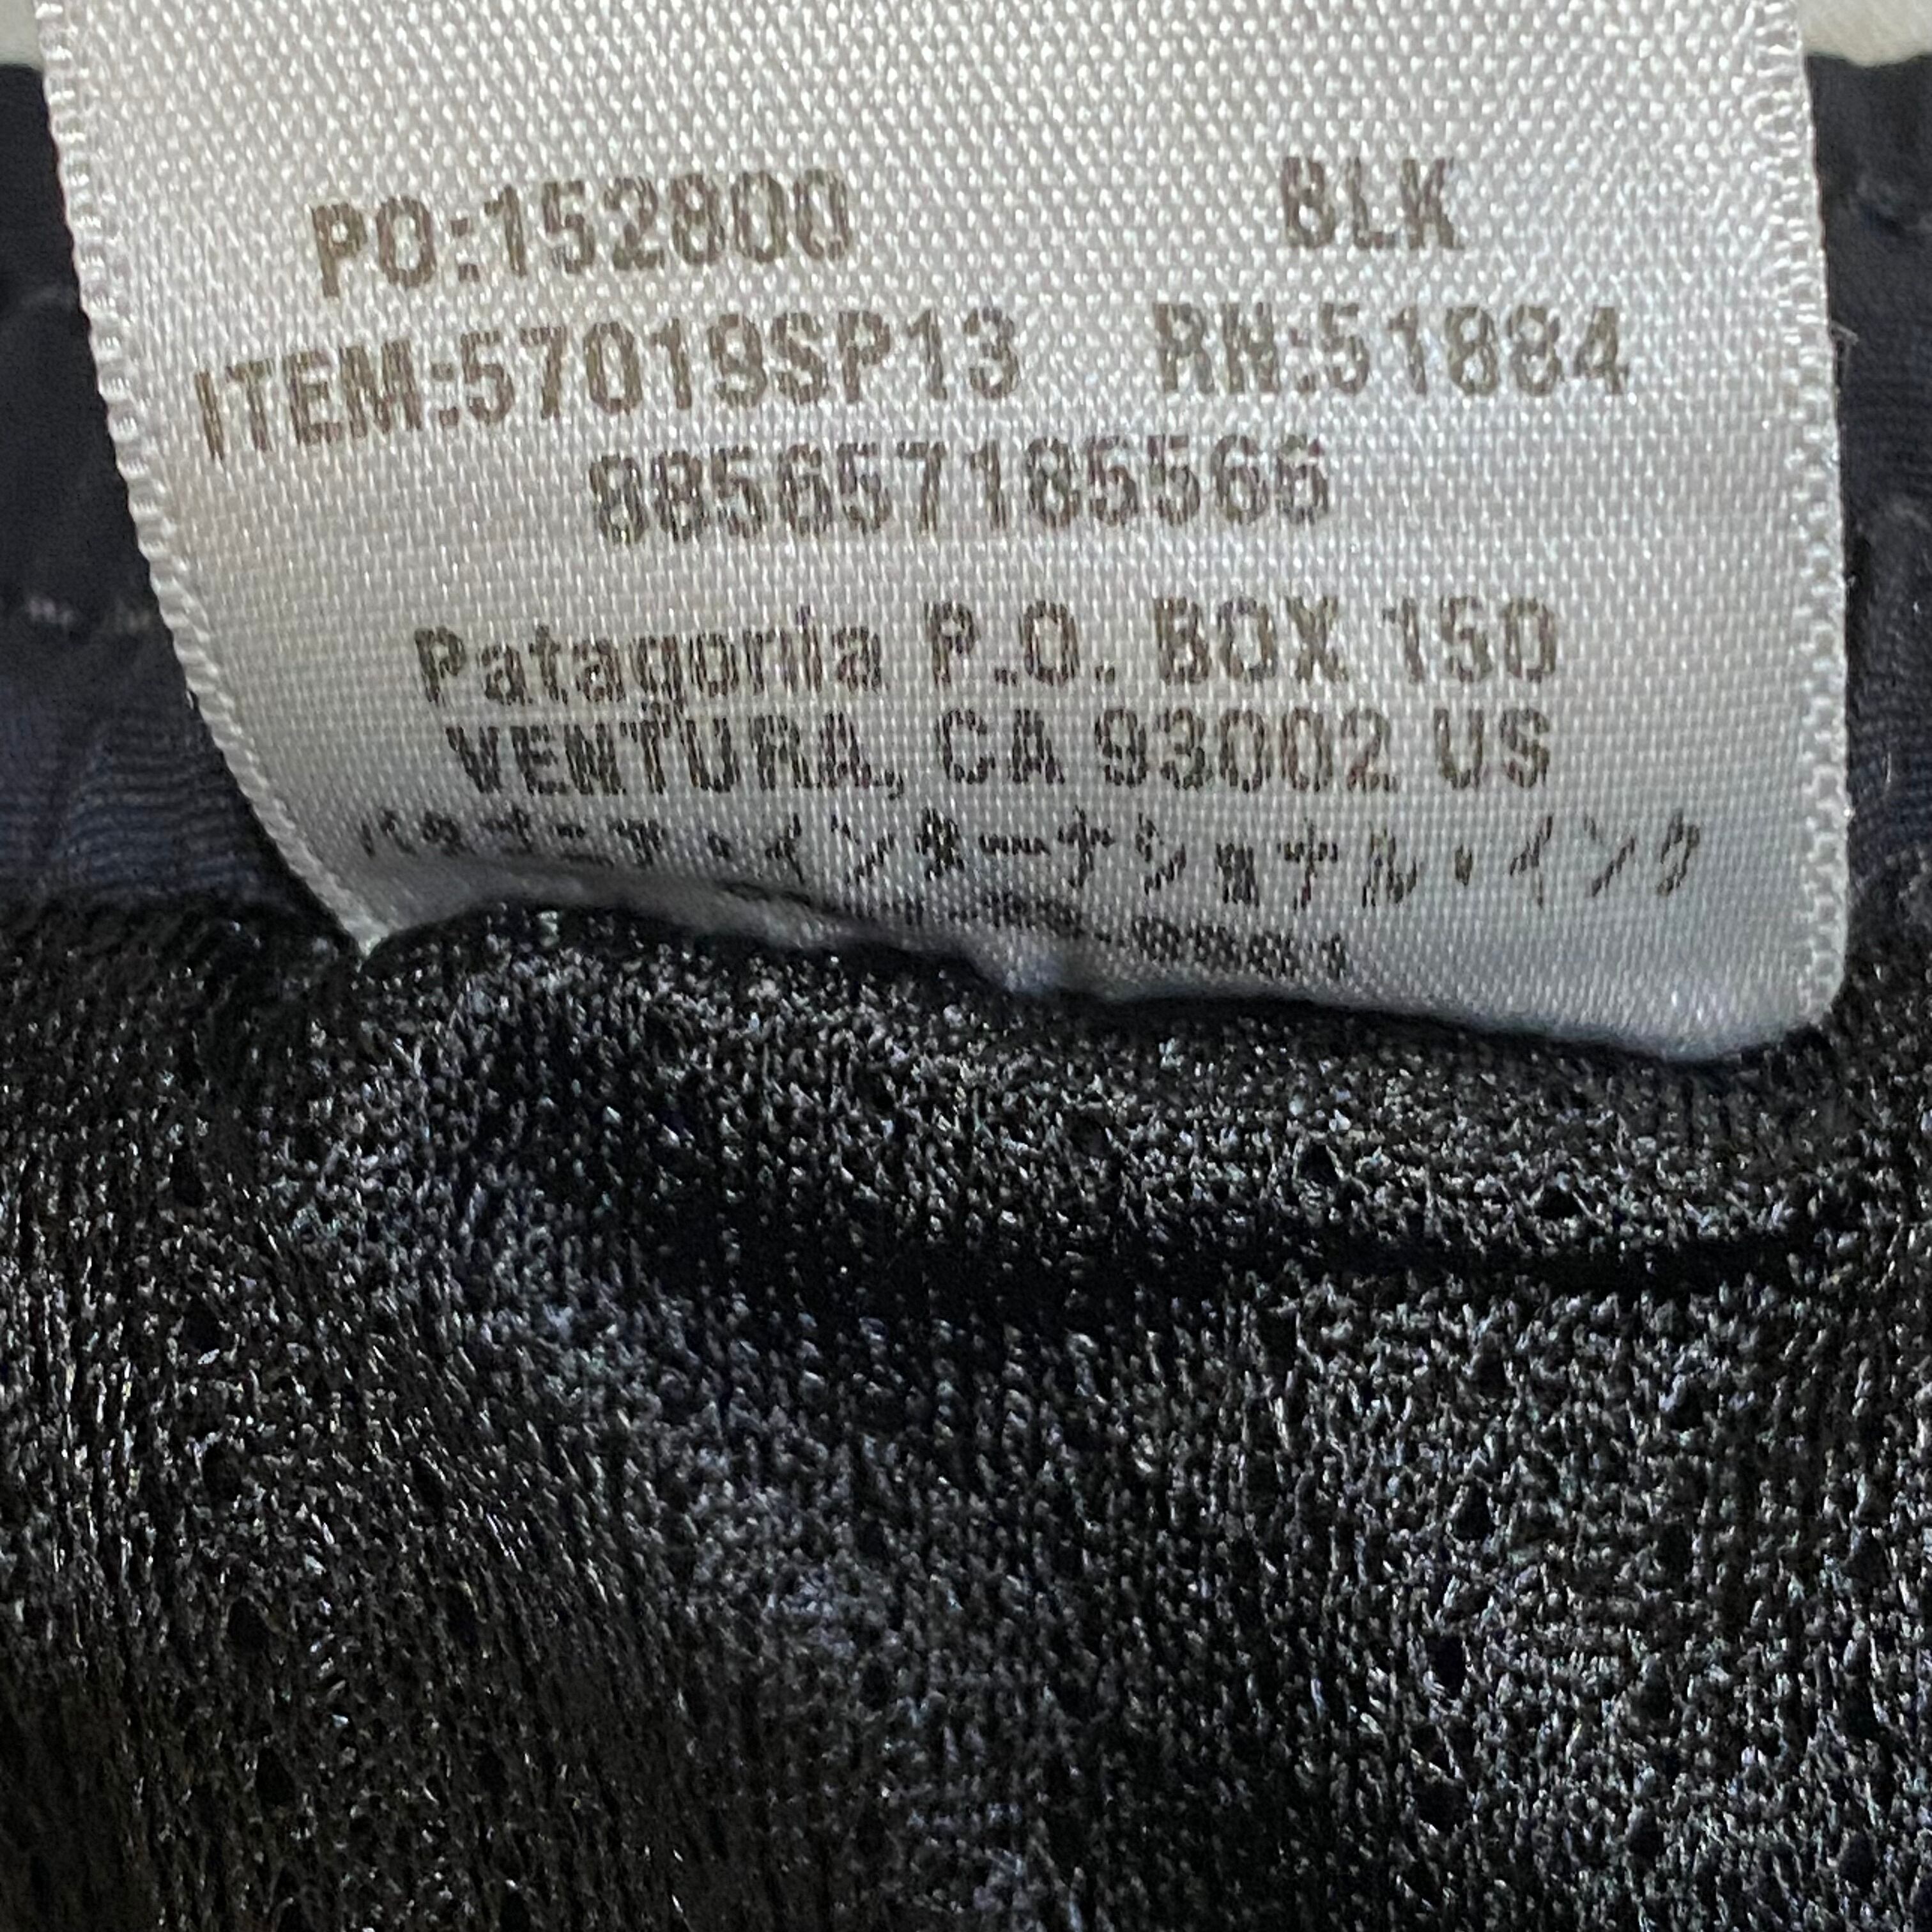 PO:152800 BLK
ITEM:57019SP13 RN:51884
885657185566
Patagonia P.O. BOX 150
VENTURA, CA 93002 US
パタゴニア・インターナショナル・インク